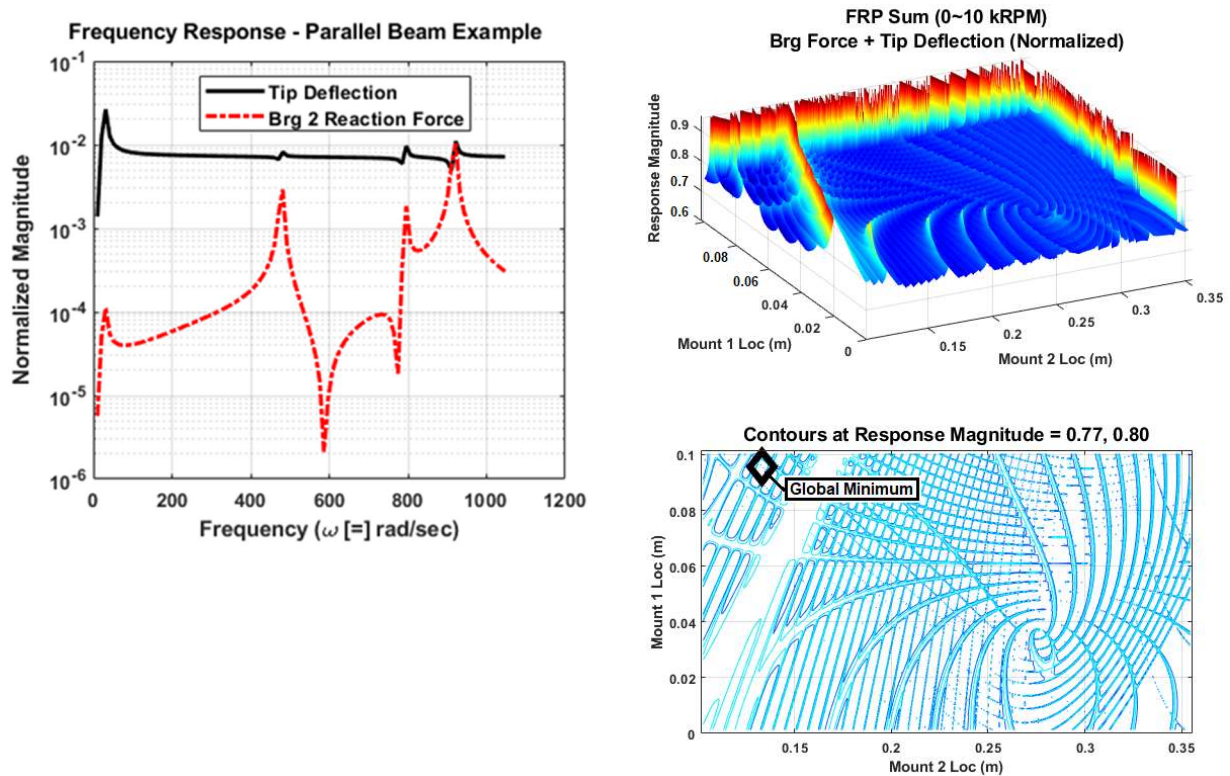 Frequency Response - Parallel Beam Example
Normalized Magnitude
10-1
10-2
10-3
10-4
10-5
10-6
Tip Deflection
Brg 2 Reaction Force
0 200 400 600 800 1000 1200
Frequency (ω [=] rad/sec)
FRP Sum (0~10 kRPM)
Brg Force + Tip Deflection (Normalized)
Response Magnitude
0.9
0.8
0.7
0.6
0.08
0.06
0.04
0.02
0
Mount 1 Loc (m)
0.15 0.2 0.25 0.3 0.35
Mount 2 Loc (m)
Contours at Response Magnitude = 0.77, 0.80
Mount 1 Loc (m)
0.1
0.08
0.06
0.04
0.02
0
Global Minimum
0.15 0.2 0.25 0.3 0.35
Mount 2 Loc (m)